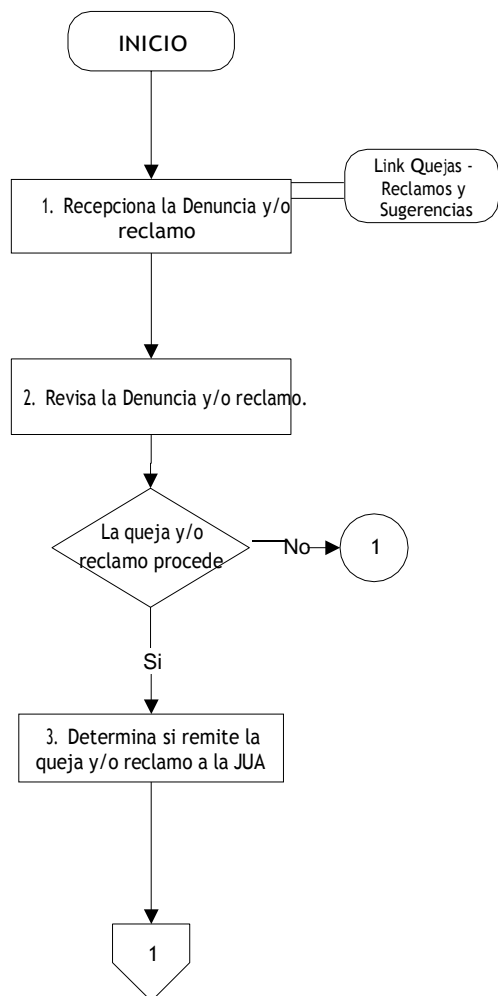 INICIO
Link Quejas -
Reclamos y
Sugerencias
1. Recepciona la Denuncia y/o
reclamo
2. Revisa la Denuncia y/o reclamo.
La queja y/o
reclamo procede
No
1
Si
3. Determina si remite la
queja y/o reclamo a la JUA
1